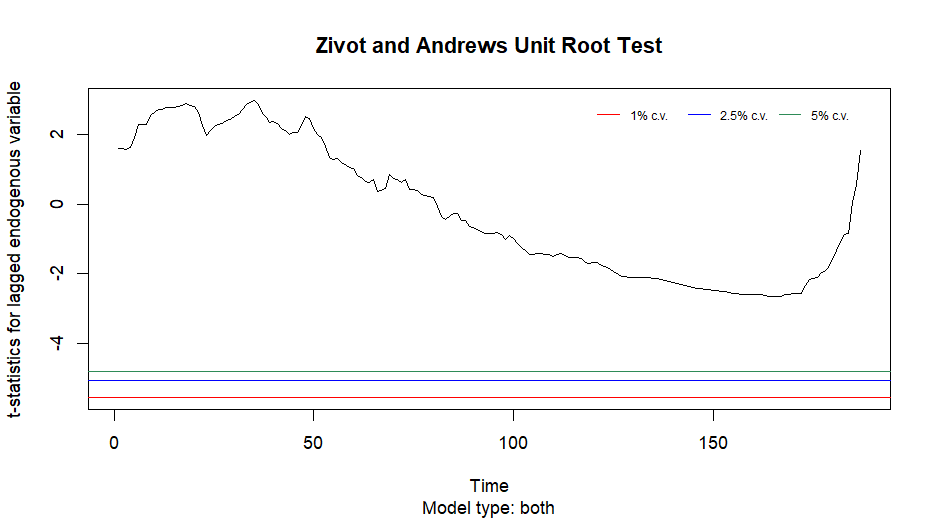 Zivot and Andrews Unit Root Test
t-statistics for lagged endogenous variable
1% c.v. 2.5% c.v. 5% c.v.
2
0
-2
-4
0 50 100 150
Time
Model type: both